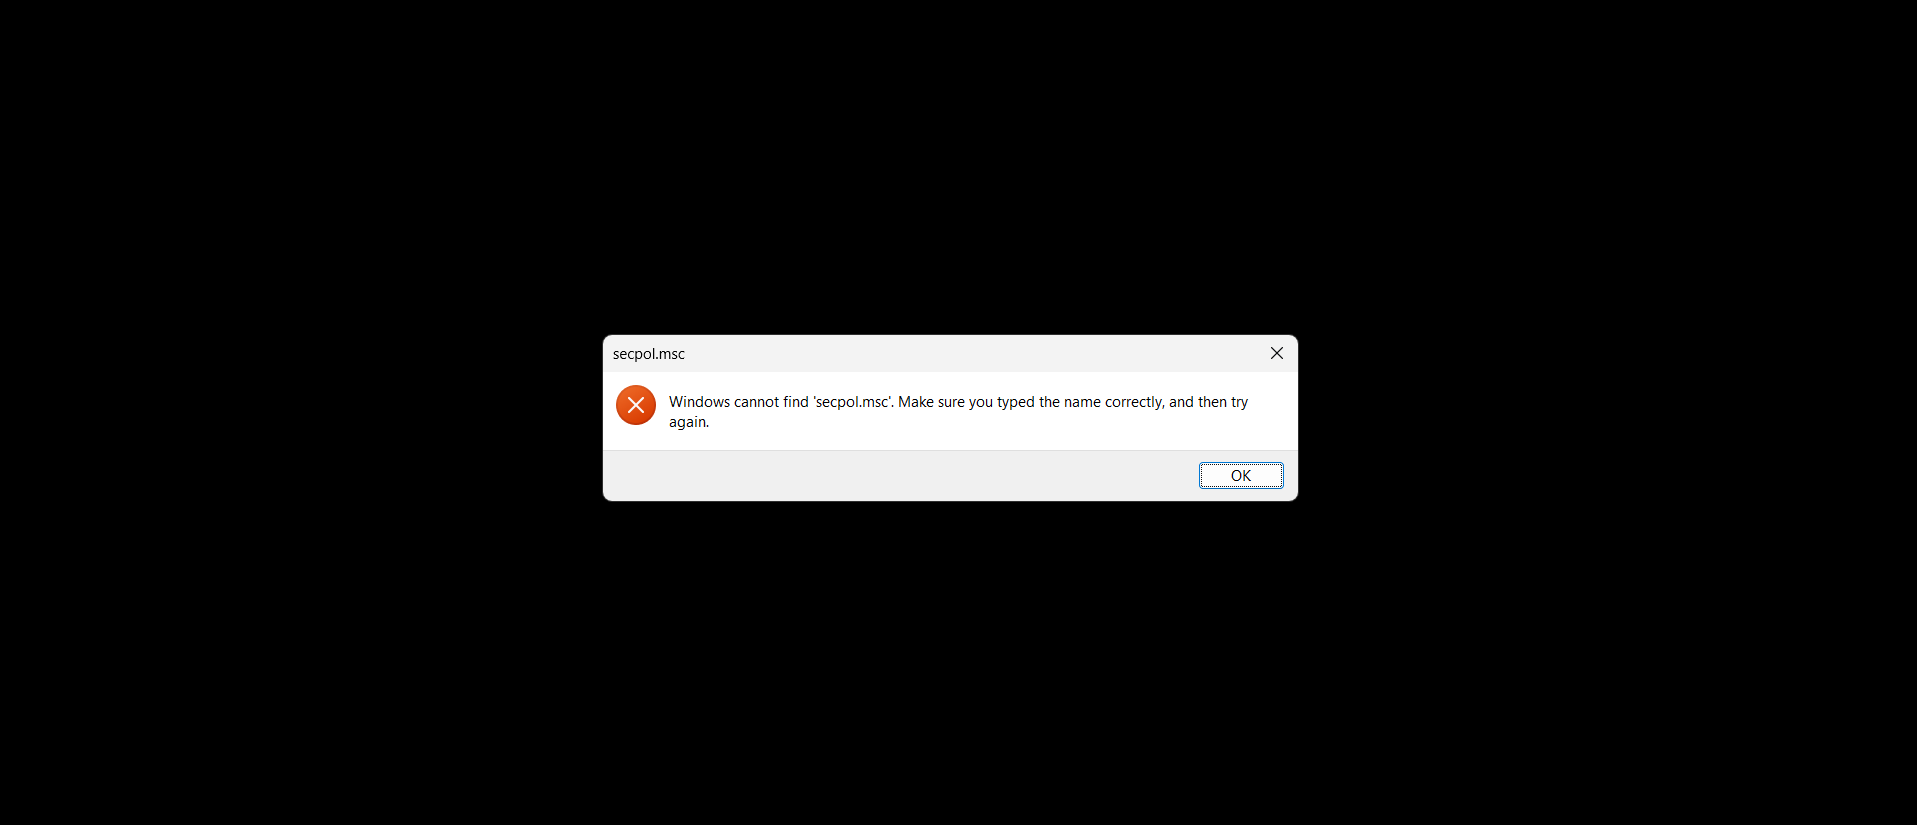 secpol.msc
Windows cannot find 'secpol.msc'. Make sure you typed the name correctly, and then try
again.
OK